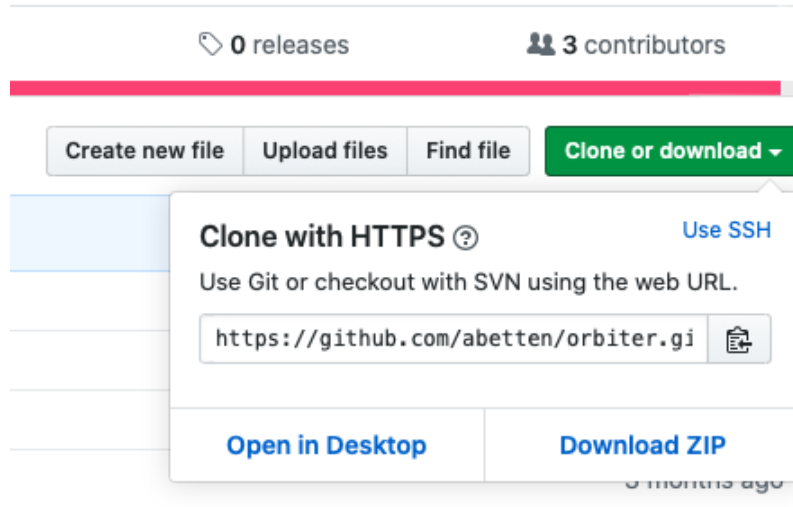 0 releases 3 contributors
Create new file Upload files Find file Clone or download
Clone with HTTPS Use SSH
Use Git or checkout with SVN using the web URL.
https://github.com/abetten/orbiter.gi
Open in Desktop Download ZIP
months ago